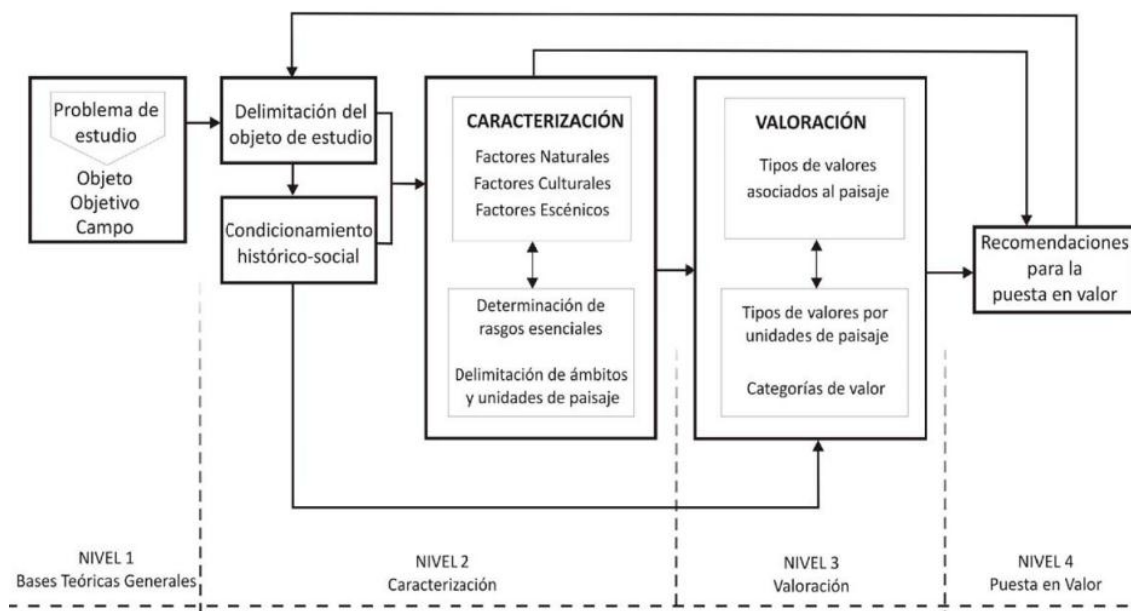 Problema de
estudio
Objeto
Objetivo
Campo
Delimitación del
objeto de estudio
Condicionamiento
histórico-social
CARACTERIZACIÓN
Factores Naturales
Factores Culturales
Factores Escénicos
Determinación de
rasgos esenciales
Delimitación de ámbitos
y unidades de paisaje
VALORACIÓN
Tipos de valores
asociados al paisaje
Tipos de valores por
unidades de paisaje
Categorías de valor
Recomendaciones
para la
puesta en valor
NIVEL 1
Bases Teóricas Generales
NIVEL 2
Caracterización
NIVEL 3
Valoración
NIVEL 4
Puesta en Valor